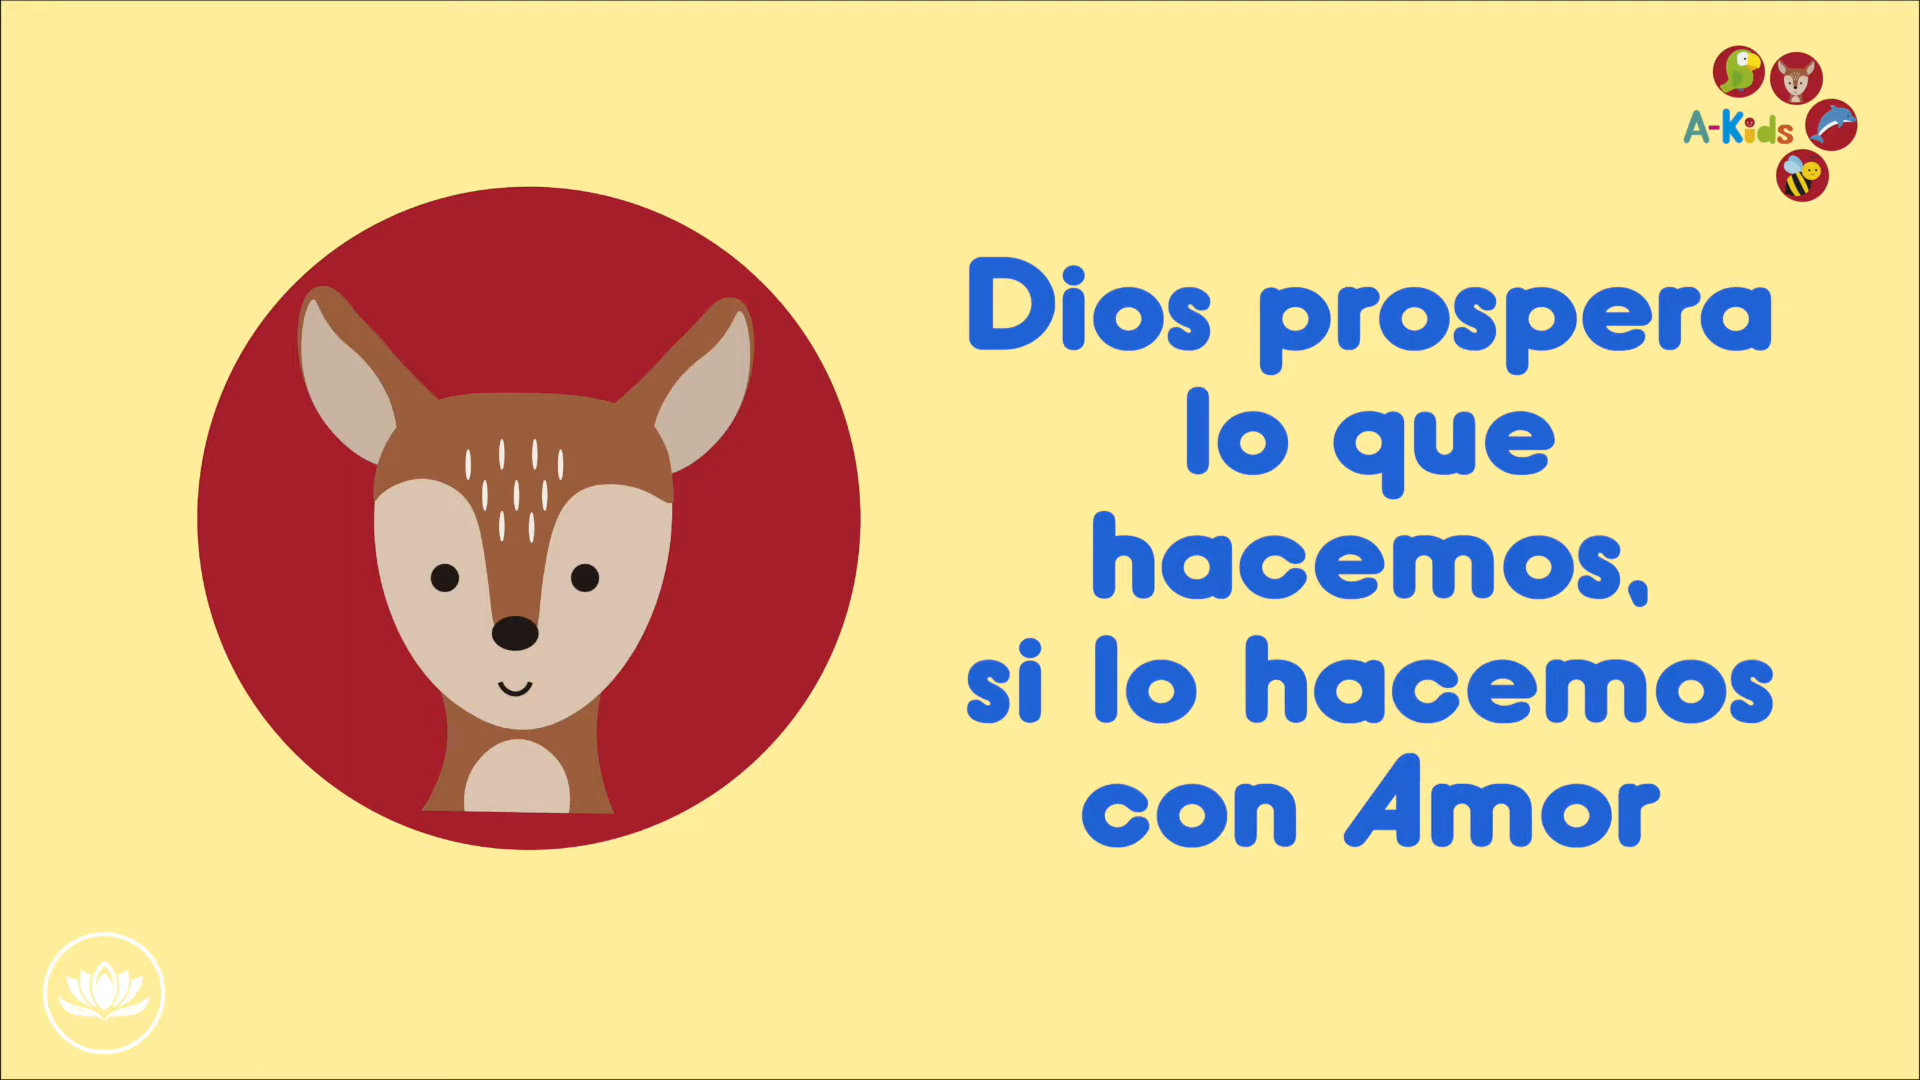 A-Kids
Dios prospera
lo que
hacemos,
si lo hacemos
con Amor